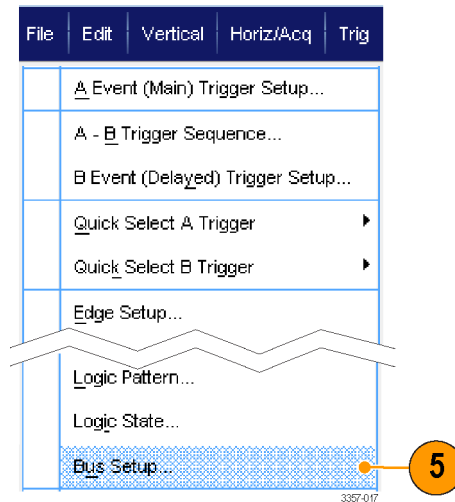 File Edit Vertical Horiz/Acq Trig
A Event (Main) Trigger Setup...
A - B Trigger Sequence...
B Event (Delayed) Trigger Setup...
Quick Select A Trigger
Quick Select B Trigger
Edge Setup...
Logic Pattern...
Logic State...
Bus Setup...
5
3357-017